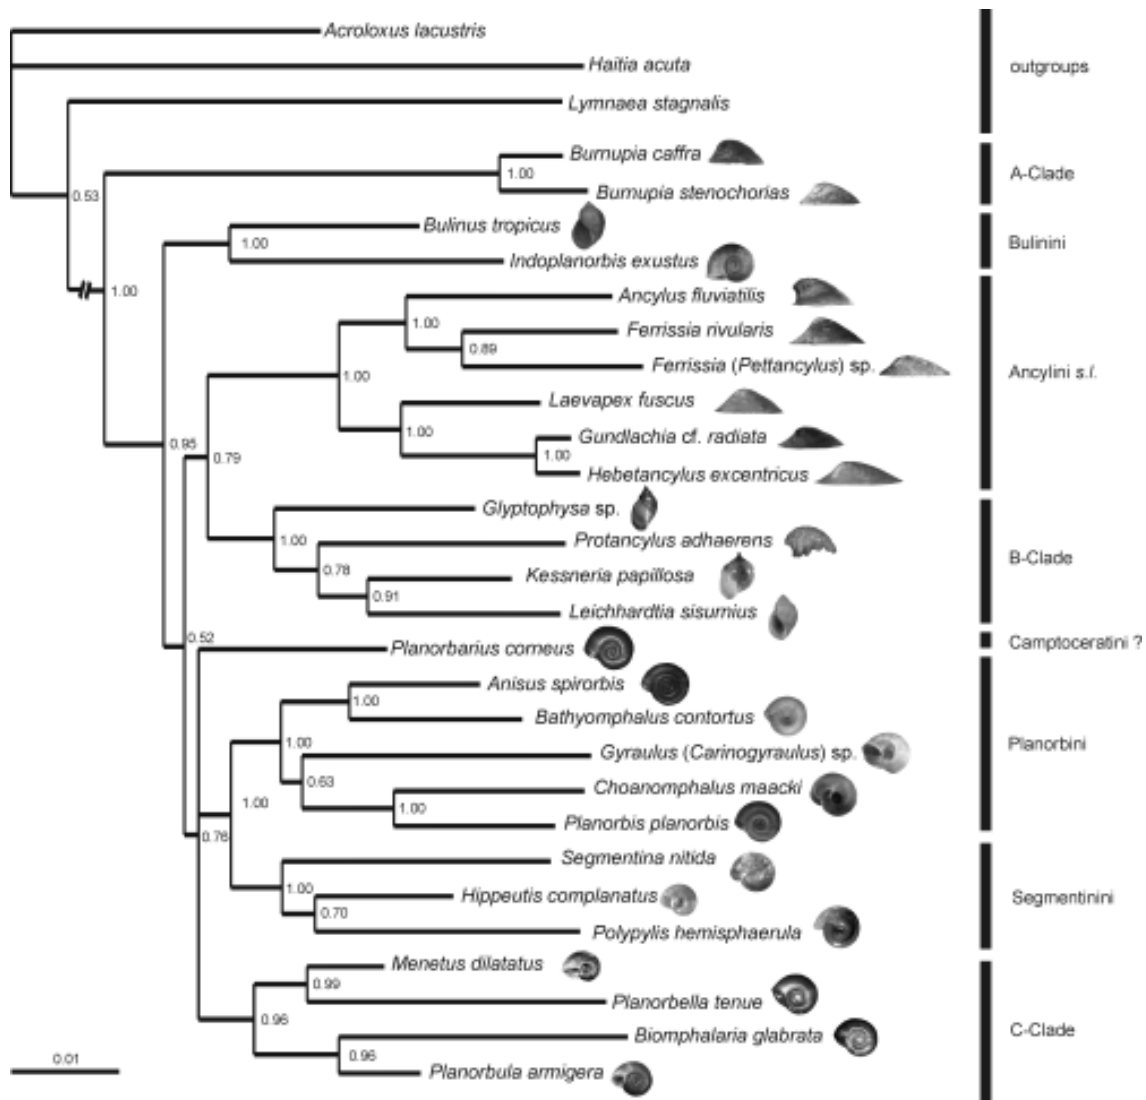 Acroloxus lacustris
Haitia acuta
outgroups
Lymnaea stagnalis
Burnupia caffra
1.00
A-Clade
Burnupia stenochorias
0.53
Bulinus tropicus
1.00
Bulinini
Indoplanorbis exustus
1.00
Ancylus fluviatilis
1.00
Ferrissia rivularis
0.89
Ferrissia (Pettancylus) sp.
Ancylini s.l.
1.00
Laevapex fuscus
1.00
Gundlachia cf. radiata
0.95
0.79
1.00
Hebetancylus excentricus
Glyptophysa sp.
1.00
Protancylus adhaerens
B-Clade
0.78
Kessneria papillosa
0.91
Leichhardtia sisurnius
0.52
Planorbarius corneus
Camptoceratini ?
Anisus spirorbis
1.00
Bathyomphalus contortus
1.00
Planorbini
Gyraulus (Carinogyraulus) sp.
0.63
Choanomphalus maacki
1.00
1.00
Planorbis planorbis
0.76
Segmentina nitida
1.00
Hippeutis complanatus
Segmentinini
0.70
Polypylis hemisphaerula
Menetus dilatatus
0.99
Planorbella tenue
0.96
C-Clade
Biomphalaria glabrata
0.96
0.01
Planorbula armigera